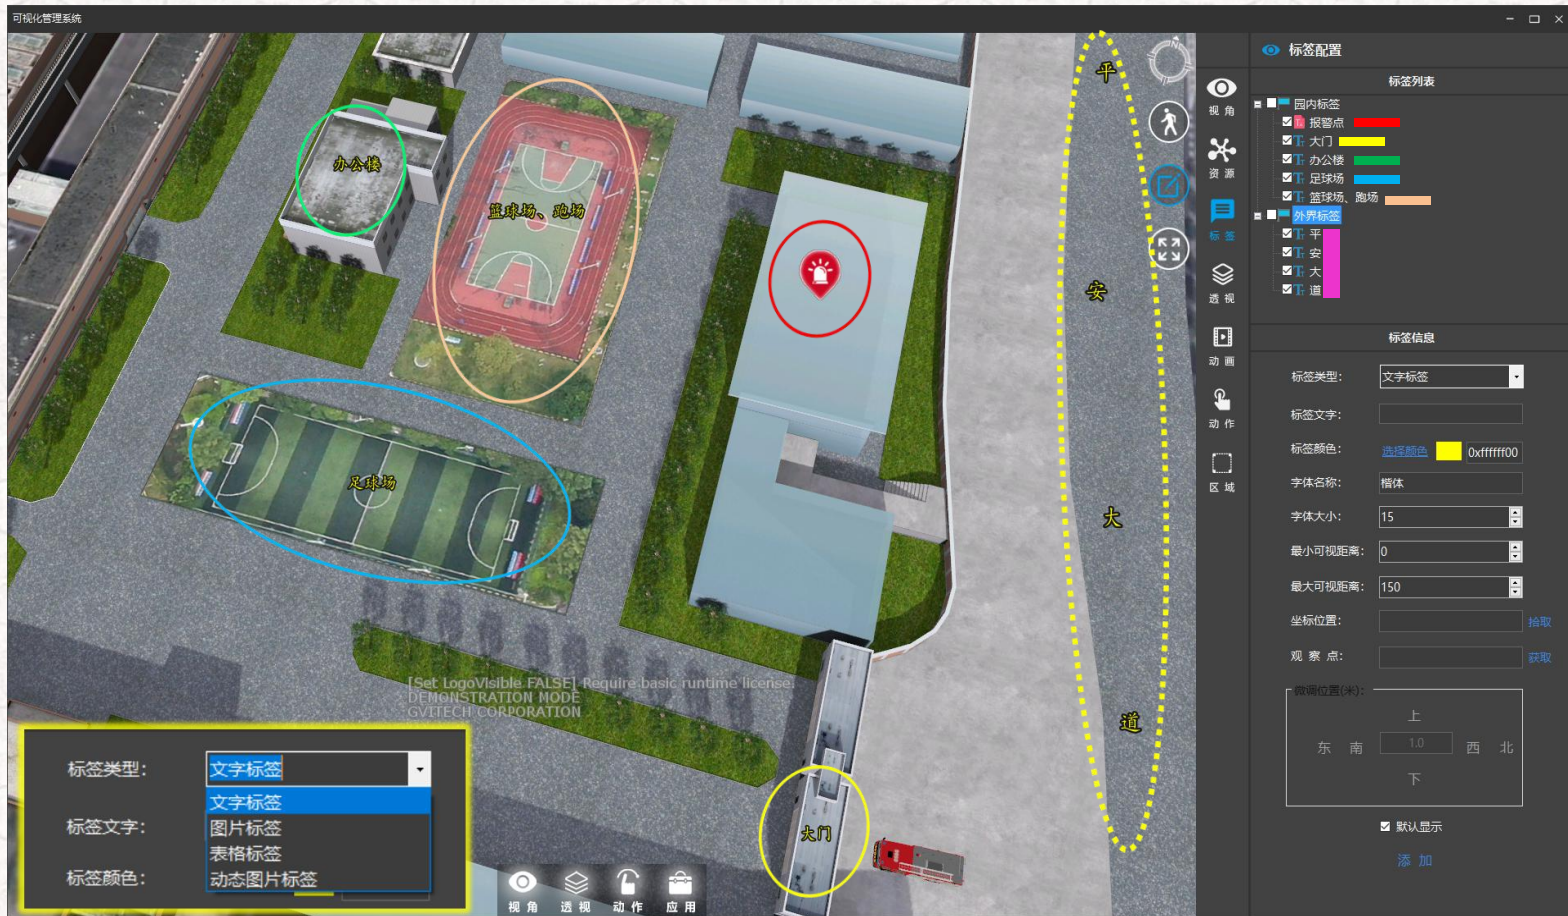 可视化管理系统
平
安
大
道
办公楼
篮球场、跑场
足球场
大门
N
[Set LogoVisible FALSE] Require basic runtime license.
DEMONSTRATION MODE
GVITECH CORPORATION
标签类型：
文字标签
文字标签
图片标签
表格标签
动态图片标签
标签文字：
标签颜色：
视 角
透 视
动 作
应 用
视 角
资 源
标 签
透 视
动 画
动 作
区 域
标签配置
标签列表
园内标签
报警点
大门
办公楼
足球场
篮球场、跑场
外界标签
平
安
大
道
标签信息
标签类型： 文字标签
标签文字：
标签颜色： 选择颜色 0xffffff00
字体名称： 楷体
字体大小： 15
最小可视距离： 0
最大可视距离： 150
坐标位置： 拾取
观 察 点： 获取
微调位置(米)：
上
东 南 1.0 西 北
下
默认显示
添 加